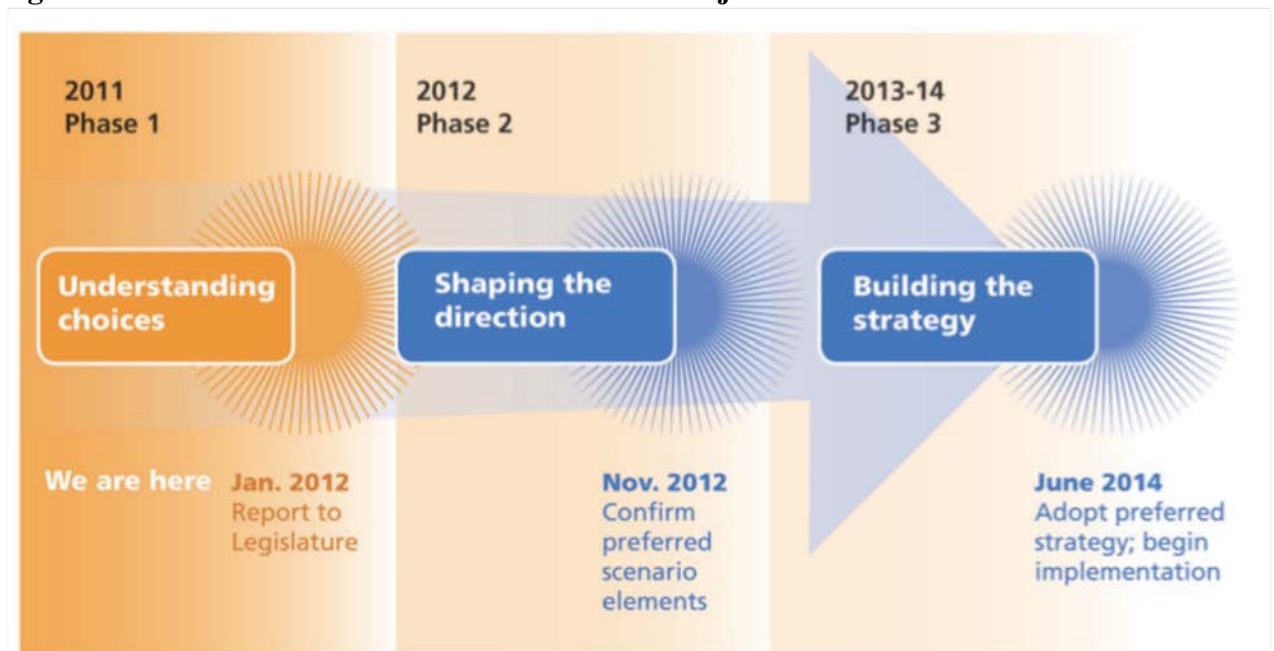 2011
Phase 1
2012
Phase 2
2013-14
Phase 3
Understanding
choices
Shaping the
direction
Building the
strategy
We are here
Jan. 2012
Report to
Legislature
Nov. 2012
Confirm
preferred
scenario
elements
June 2014
Adopt preferred
strategy; begin
implementation